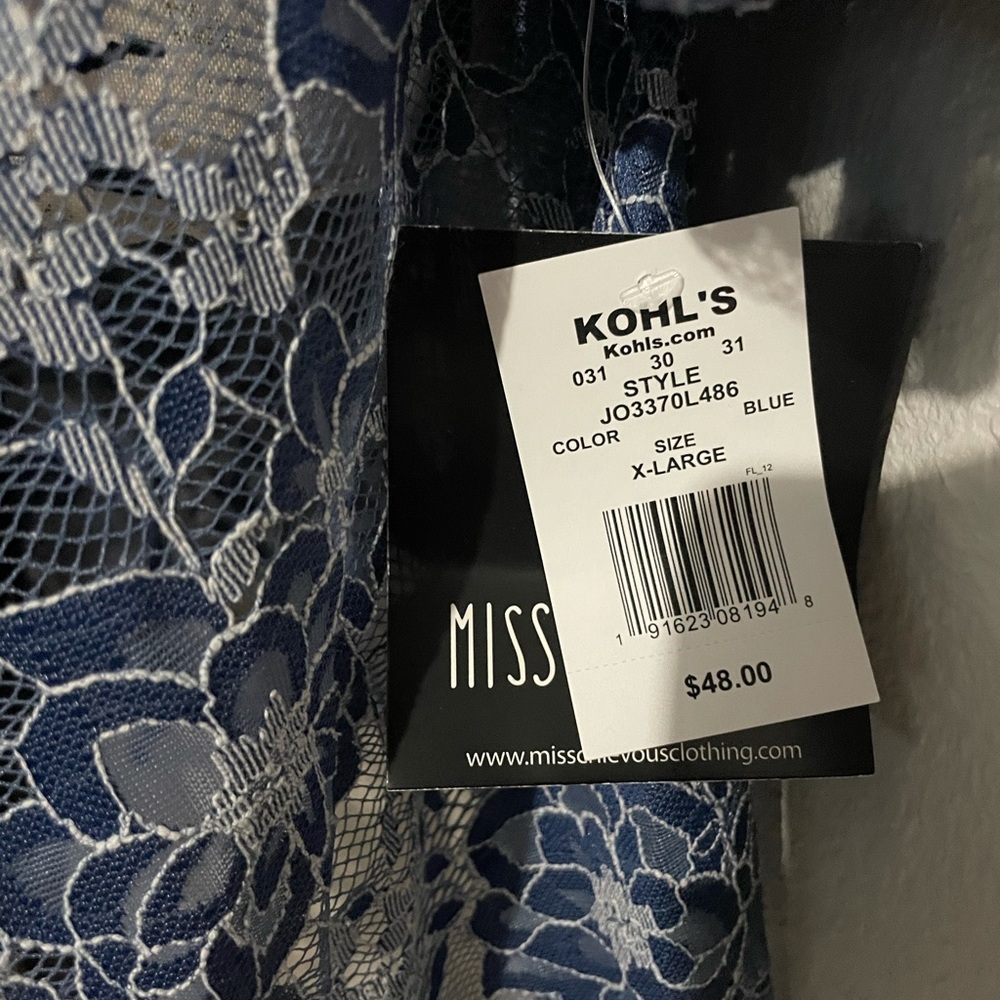 KOHL'S
Kohls.com
031 30 31
STYLE
JO3370L486
COLOR BLUE
SIZE
X-LARGE
FL_12
1 91623 08194 8
$48.00
MISS
www.misschievousclothing.com